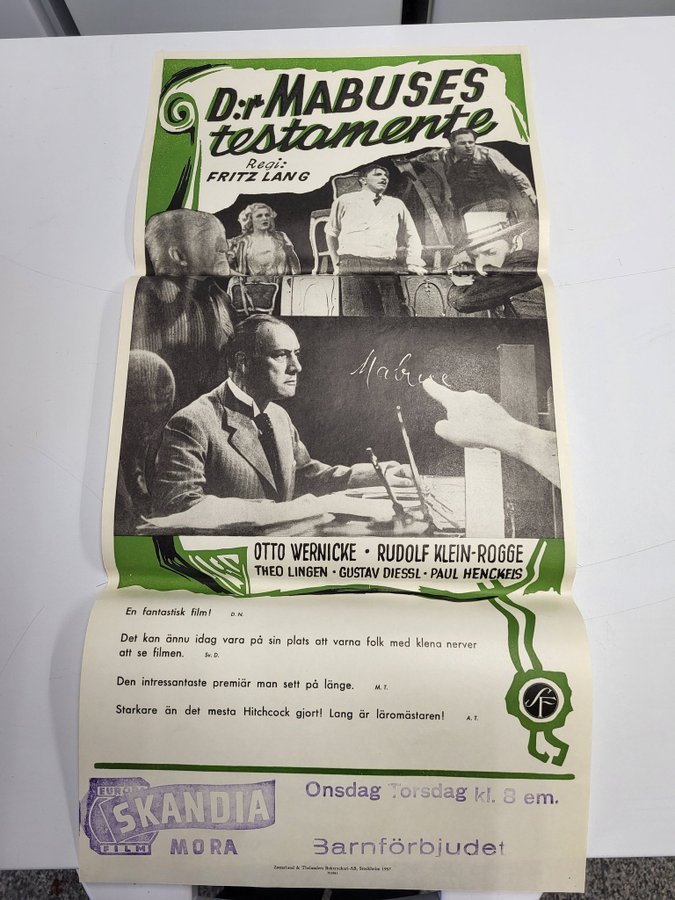 D:r MABUSES
testamente
Regi:
FRITZ LANG
Mabuse
OTTO WERNICKE · RUDOLF KLEIN-ROGGE
THEO LINGEN · GUSTAV DIESSL · PAUL HENCKELS
En fantastisk film! D. N.
Det kan ännu idag vara på sin plats att varna folk med klena nerver
att se filmen. Sv. D.
Den intressantaste premiär man sett på länge. M. T.
Starkare än det mesta Hitchcock gjort! Lang är läromästaren! A. T.
SF
EUROPA
SKANDIA
FILM
MORA
Onsdag Torsdag kl. 8 em.
Barnförbjudet